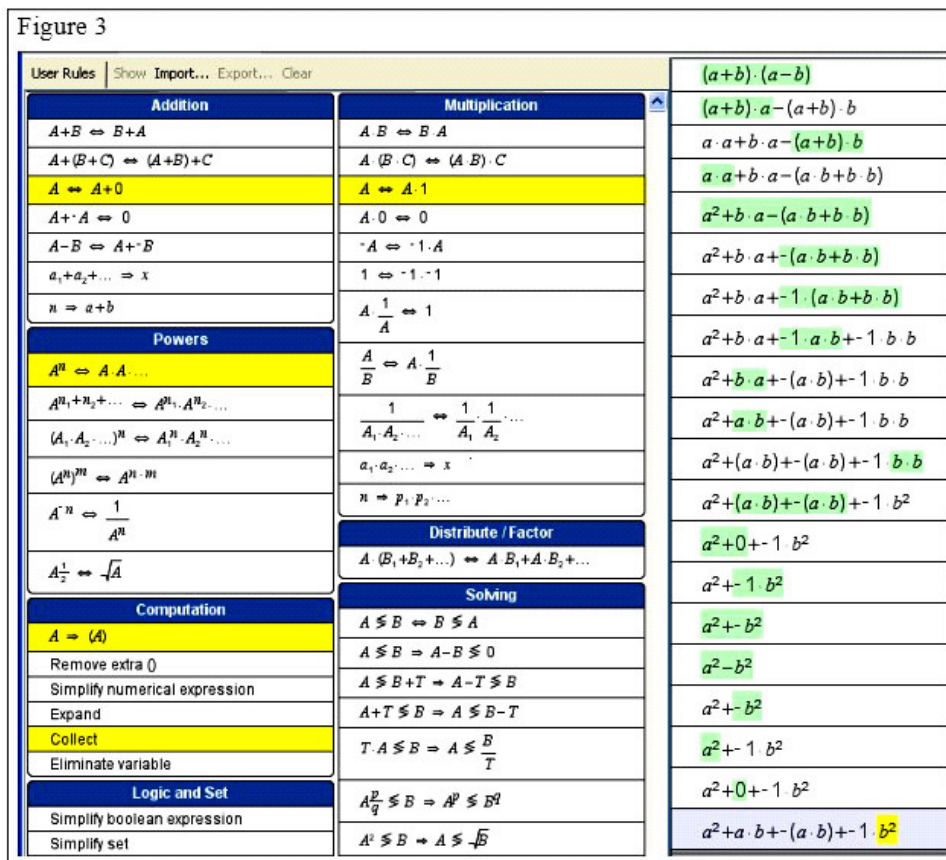 Figure 3
User Rules Show Import... Export... Clear
Addition
A+B ⇔ B+A
A+(B+C) ⇔ (A+B)+C
A ⇔ A+0
A+⁻A ⇔ 0
A−B ⇔ A+⁻B
a₁+a₂+... ⇒ x
n ⇒ a+b
Powers
Aⁿ ⇔ A·A·...
A^(n₁+n₂+...) ⇔ A^n₁·A^n₂·...
(A₁·A₂·...)ⁿ ⇔ A₁ⁿ·A₂ⁿ·...
(Aⁿ)ᵐ ⇔ A^(n·m)
A⁻ⁿ ⇔ 1/Aⁿ
A^(1/2) ⇔ √A
Computation
A ⇒ (A)
Remove extra ()
Simplify numerical expression
Expand
Collect
Eliminate variable
Logic and Set
Simplify boolean expression
Simplify set
Multiplication
A·B ⇔ B·A
A·(B·C) ⇔ (A·B)·C
A ⇔ A·1
A·0 ⇔ 0
⁻A ⇔ ⁻1·A
1 ⇔ ⁻1·⁻1
A·1/A ⇔ 1
A/B ⇔ A·1/B
1/(A₁·A₂·...) ⇔ 1/A₁·1/A₂·...
a₁·a₂·... ⇒ x
n ⇒ p₁·p₂·...
Distribute / Factor
A·(B₁+B₂+...) ⇔ A·B₁+A·B₂+...
Solving
A ≶ B ⇔ B ≶ A
A ≶ B ⇒ A−B ≶ 0
A ≶ B+T ⇒ A−T ≶ B
A+T ≶ B ⇒ A ≶ B−T
T·A ≶ B ⇒ A ≶ B/T
A^(p/q) ≶ B ⇒ A^p ≶ B^q
A² ≶ B ⇒ A ≶ √B
(a+b)·(a−b)
(a+b)·a−(a+b)·b
a·a+b·a−(a+b)·b
a·a+b·a−(a·b+b·b)
a²+b·a−(a·b+b·b)
a²+b·a+-(a·b+b·b)
a²+b·a+-1·(a·b+b·b)
a²+b·a+-1·a·b+-1·b·b
a²+b·a+-(a·b)+-1·b·b
a²+a·b+-(a·b)+-1·b·b
a²+(a·b)+-(a·b)+-1·b·b
a²+(a·b)+-(a·b)+-1·b²
a²+0+-1·b²
a²+-1·b²
a²+-b²
a²−b²
a²+-b²
a²+-1·b²
a²+0+-1·b²
a²+a·b+-(a·b)+-1·b²